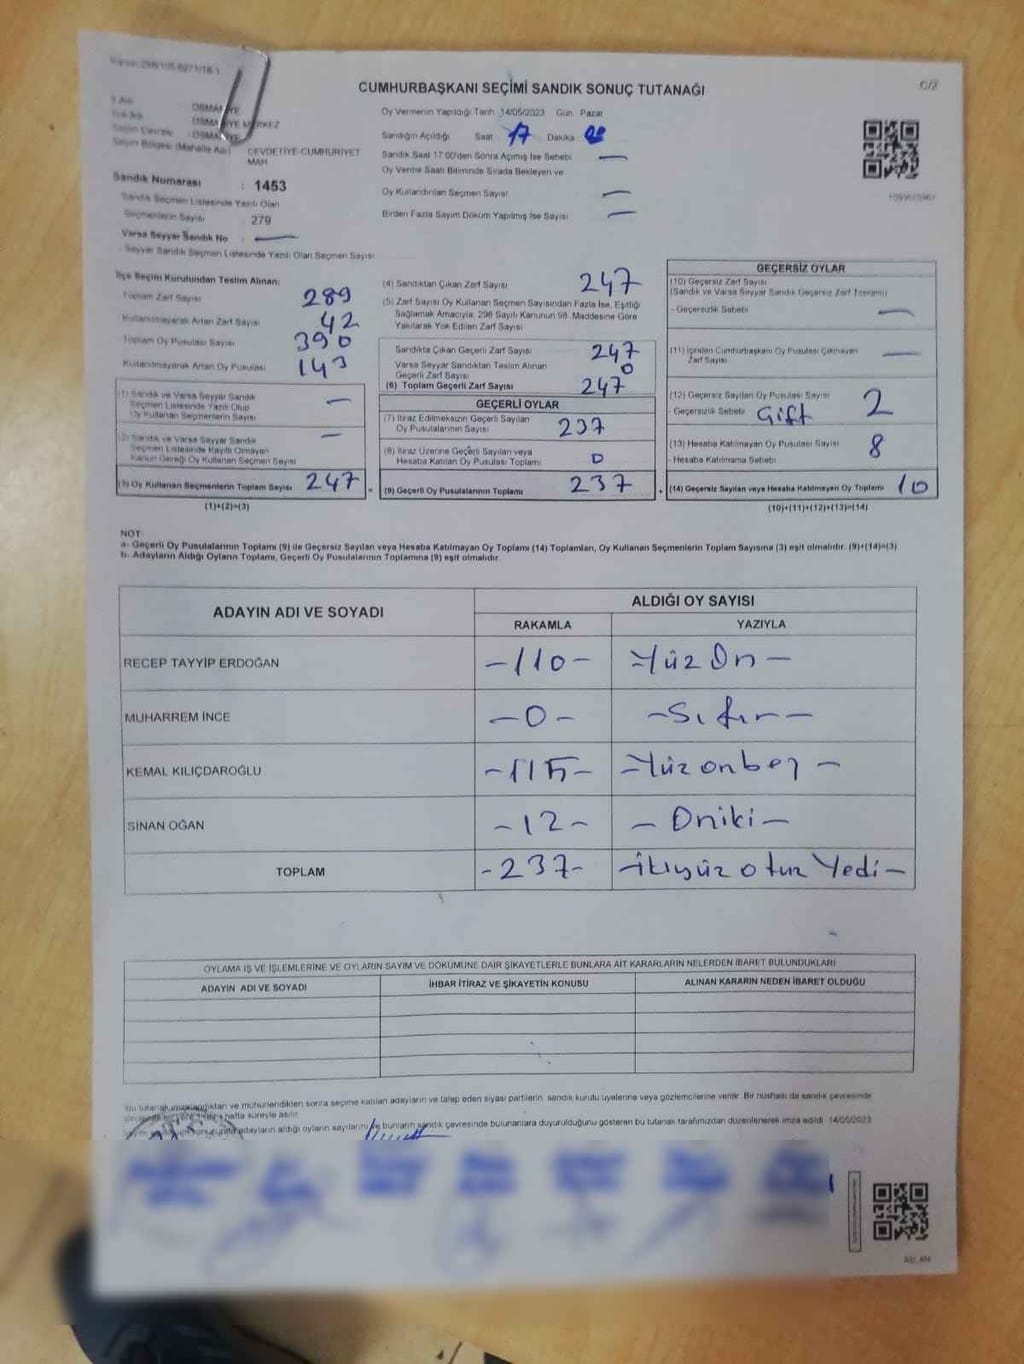 CUMHURBAŞKANI SEÇİMİ SANDIK SONUÇ TUTANAĞI
C/2
OSMANİYE
OSMANİYE MERKEZ
OSMANİYE
Seçim Bölgesi (Mahalle Adı) : CEVDETİYE-CUMHURİYET MAH
Sandık Numarası : 1453
Sandık Seçmen Listesinde Yazılı Olan
Seçmenlerin Sayısı : 279
Varsa Seyyar Sandık No : —
Seyyar Sandık Seçmen Listesinde Yazılı Olan Seçmen Sayısı:
Oy Vermenin Yapıldığı Tarih :14/05/2023 Gün Pazar
Sandığın Açıldığı Saat 17 Dakika
Sandık Saat 17:00'den Sonra Açılmış İse Sebebi —
Oy Verme Saati Bitiminde Sırada Bekleyen ve
Oy Kullandırılan Seçmen Sayısı —
Birden Fazla Sayım Döküm Yapılmış İse Sayısı —
İlçe Seçim Kurulundan Teslim Alınan:
Toplam Zarf Sayısı 289
Kullanılmayarak Artan Zarf Sayısı 42
Toplam Oy Pusulası Sayısı 390
Kullanılmayarak Artan Oy Pusulası 143
(1) Sandık ve Varsa Seyyar Sandık
Seçmen Listesinde Yazılı Olup
Oy Kullanan Seçmenlerin Sayısı —
(2) Sandık ve Varsa Seyyar Sandık
Seçmen Listesinde Kayıtlı Olmayan
Kanun Gereği Oy Kullanan Seçmen Sayısı —
(3) Oy Kullanan Seçmenlerin Toplam Sayısı 247
(1)+(2)=(3)
(4) Sandıktan Çıkan Zarf Sayısı 247
(5) Zarf Sayısı Oy Kullanan Seçmen Sayısından Fazla İse, Eşitliği
Sağlamak Amacıyla, 298 Sayılı Kanunun 98. Maddesine Göre
Yakılarak Yok Edilen Zarf Sayısı
Sandıkta Çıkan Geçerli Zarf Sayısı 247
Varsa Seyyar Sandıktan Teslim Alınan
Geçerli Zarf Sayısı 0
(6) Toplam Geçerli Zarf Sayısı 247
GEÇERLİ OYLAR
(7) İtiraz Edilmeksizin Geçerli Sayılan
Oy Pusulalarının Sayısı 237
(8) İtiraz Üzerine Geçerli Sayılan veya
Hesaba Katılan Oy Pusulası Toplamı 0
= (9) Geçerli Oy Pusulalarının Toplamı 237
GEÇERSİZ OYLAR
(10) Geçersiz Zarf Sayısı
(Sandık ve Varsa Seyyar Sandık Geçersiz Zarf Toplamı)
- Geçersizlik Sebebi —
(11) İçinden Cumhurbaşkanı Oy Pusulası Çıkmayan
Zarf Sayısı —
(12) Geçersiz Sayılan Oy Pusulası Sayısı 2
Geçersizlik Sebebi Çift
(13) Hesaba Katılmayan Oy Pusulası Sayısı 8
- Hesaba Katılmama Sebebi
+ (14) Geçersiz Sayılan veya Hesaba Katılmayan Oy Toplamı 10
(10)+(11)+(12)+(13)=(14)
NOT:
a- Geçerli Oy Pusulalarının Toplamı (9) ile Geçersiz Sayılan veya Hesaba Katılmayan Oy Toplamı (14) Toplamları, Oy Kullanan Seçmenlerin Toplam Sayısına (3) eşit olmalıdır. (9)+(14)=(3)
b- Adayların Aldığı Oyların Toplamı, Geçerli Oy Pusulalarının Toplamına (9) eşit olmalıdır.
ADAYIN ADI VE SOYADI ALDIĞI OY SAYISI
RAKAMLA YAZIYLA
RECEP TAYYİP ERDOĞAN -110- -Yüz On-
MUHARREM İNCE -0- -Sıfır-
KEMAL KILIÇDAROĞLU -115- -Yüz onbeş-
SİNAN OĞAN -12- -Oniki-
TOPLAM -237- -İkiyüz otuz Yedi-
OYLAMA İŞ VE İŞLEMLERİNE VE OYLARIN SAYIM VE DÖKÜMÜNE DAİR ŞİKAYETLERLE BUNLARA AİT KARARLARIN NELERDEN İBARET BULUNDUKLARI
ADAYIN ADI VE SOYADI İHBAR İTİRAZ VE ŞİKAYETİN KONUSU ALINAN KARARIN NEDEN İBARET OLDUĞU
Bu tutanak imzalandıktan ve mühürlendikten sonra seçime katılan adayların ve talep eden siyasi partilerin sandık kurulu üyelerine veya gözlemcilerine verilir. Bir nüshası da sandık çevresinde
hafta süreyle asılır
adayların aldığı oyların sayılarını ve bunların sandık çevresinde bulunanlara duyurulduğunu gösteren bu tutanak tarafımızdan düzenlenerek imza edildi 14/05/2023